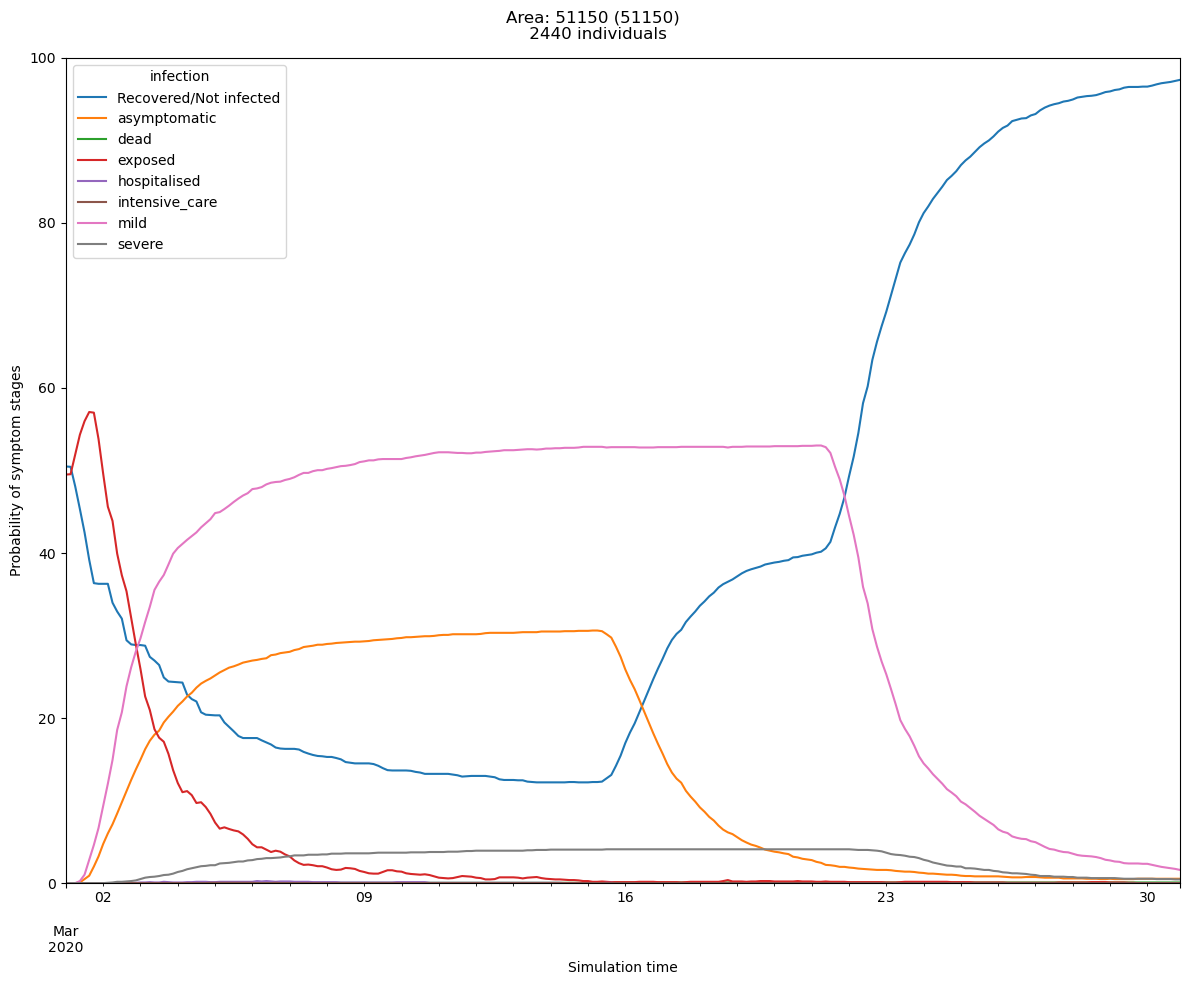 Area: 51150 (51150)
2440 individuals
100
80
60
40
20
0
Probability of symptom stages
infection
Recovered/Not infected
asymptomatic
dead
exposed
hospitalised
intensive_care
mild
severe
02
09
16
23
30
Mar
2020
Simulation time